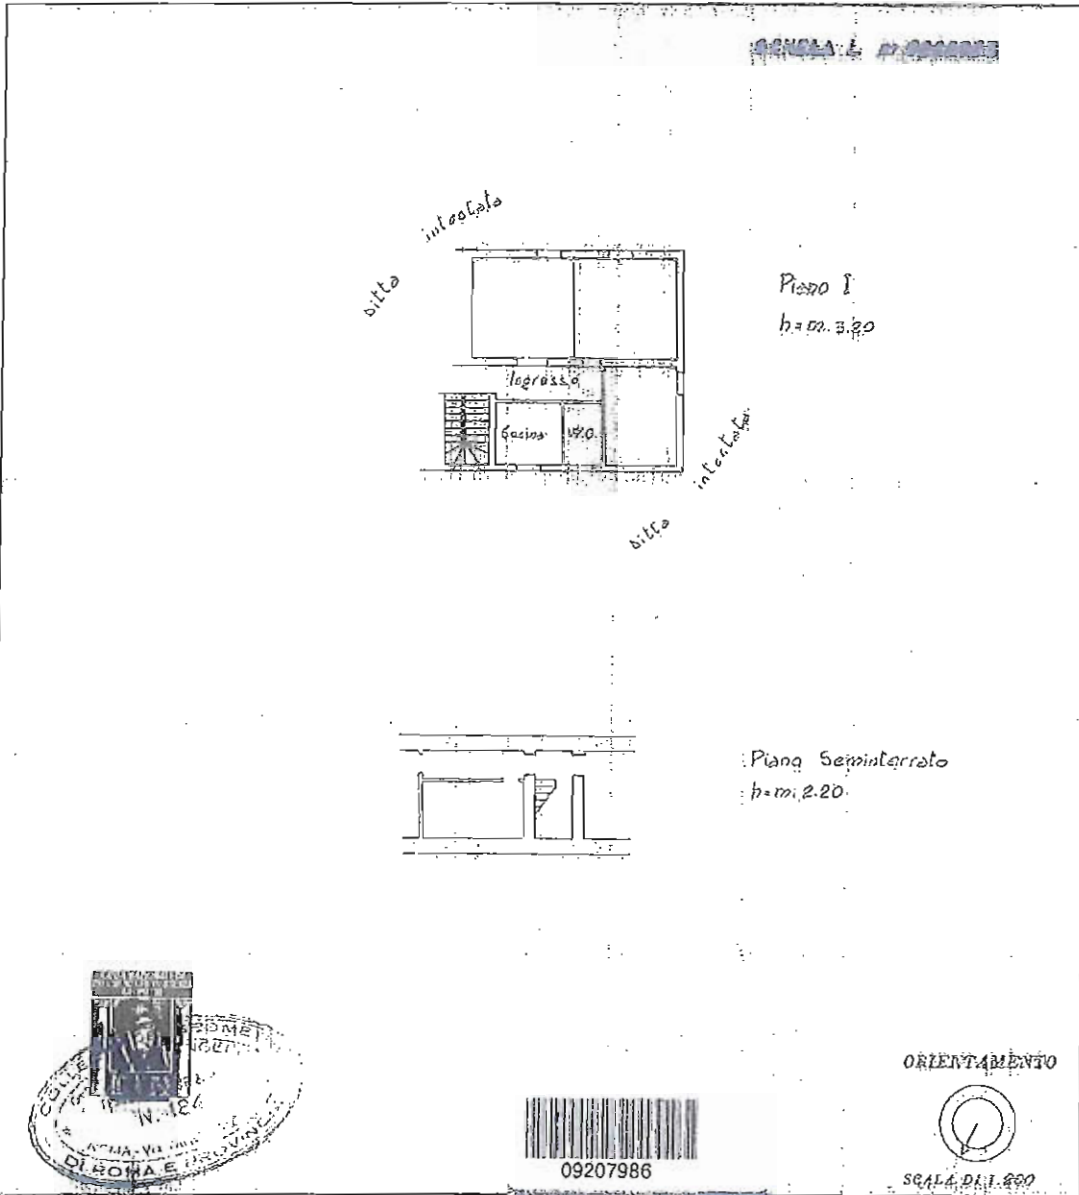 ditta intestata
Piano I
h=m. 3.20
Ingresso
Cucina W.C.
ditta intestata
Piano Seminterrato
h=m. 2.20
DI ROMA E PROVINCIA
09207986
ORIENTAMENTO
SCALA DI 1.200